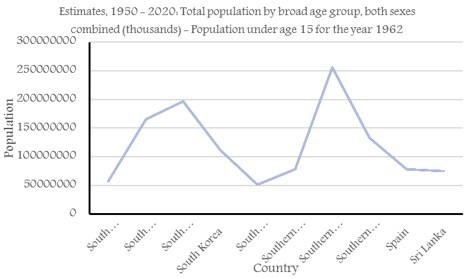 Estimates, 1950 - 2020: Total population by broad age group, both sexes
combined (thousands) - Population under age 15 for the year 1962
300000000
250000000
200000000
150000000
100000000
50000000
0
Population
South...
South...
South...
South Korea
South...
Southern...
Southern...
Southern...
Spain
Sri Lanka
Country